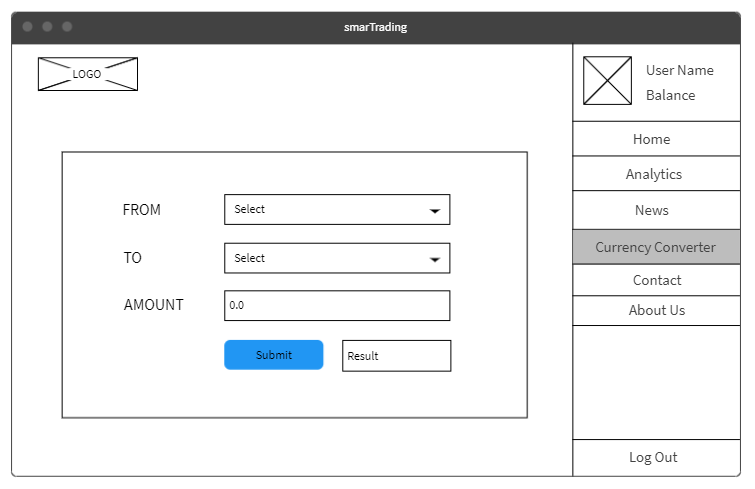 smarTrading
LOGO
User Name
Balance
Home
Analytics
News
Currency Converter
Contact
About Us
Log Out
FROM
Select
TO
Select
AMOUNT
0.0
Submit
Result